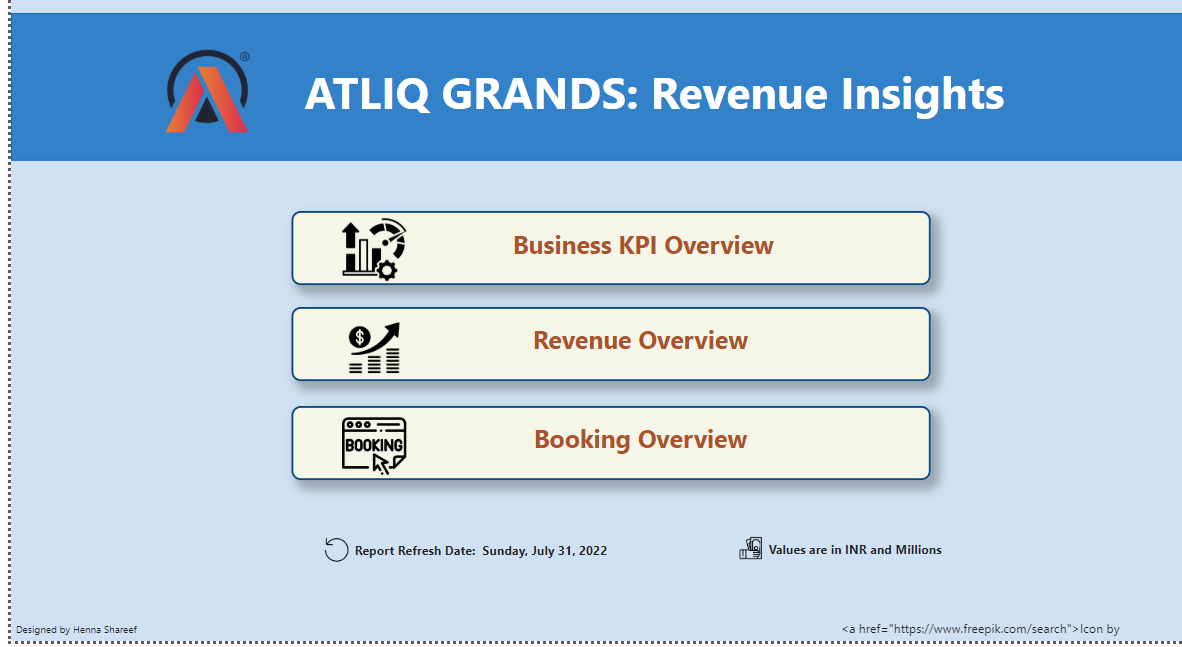 ®
ATLIQ GRANDS: Revenue Insights
Business KPI Overview
$
Revenue Overview
BOOKING
Booking Overview
Report Refresh Date: Sunday, July 31, 2022
Values are in INR and Millions
Designed by Henna Shareef
<a href="https://www.freepik.com/search">Icon by